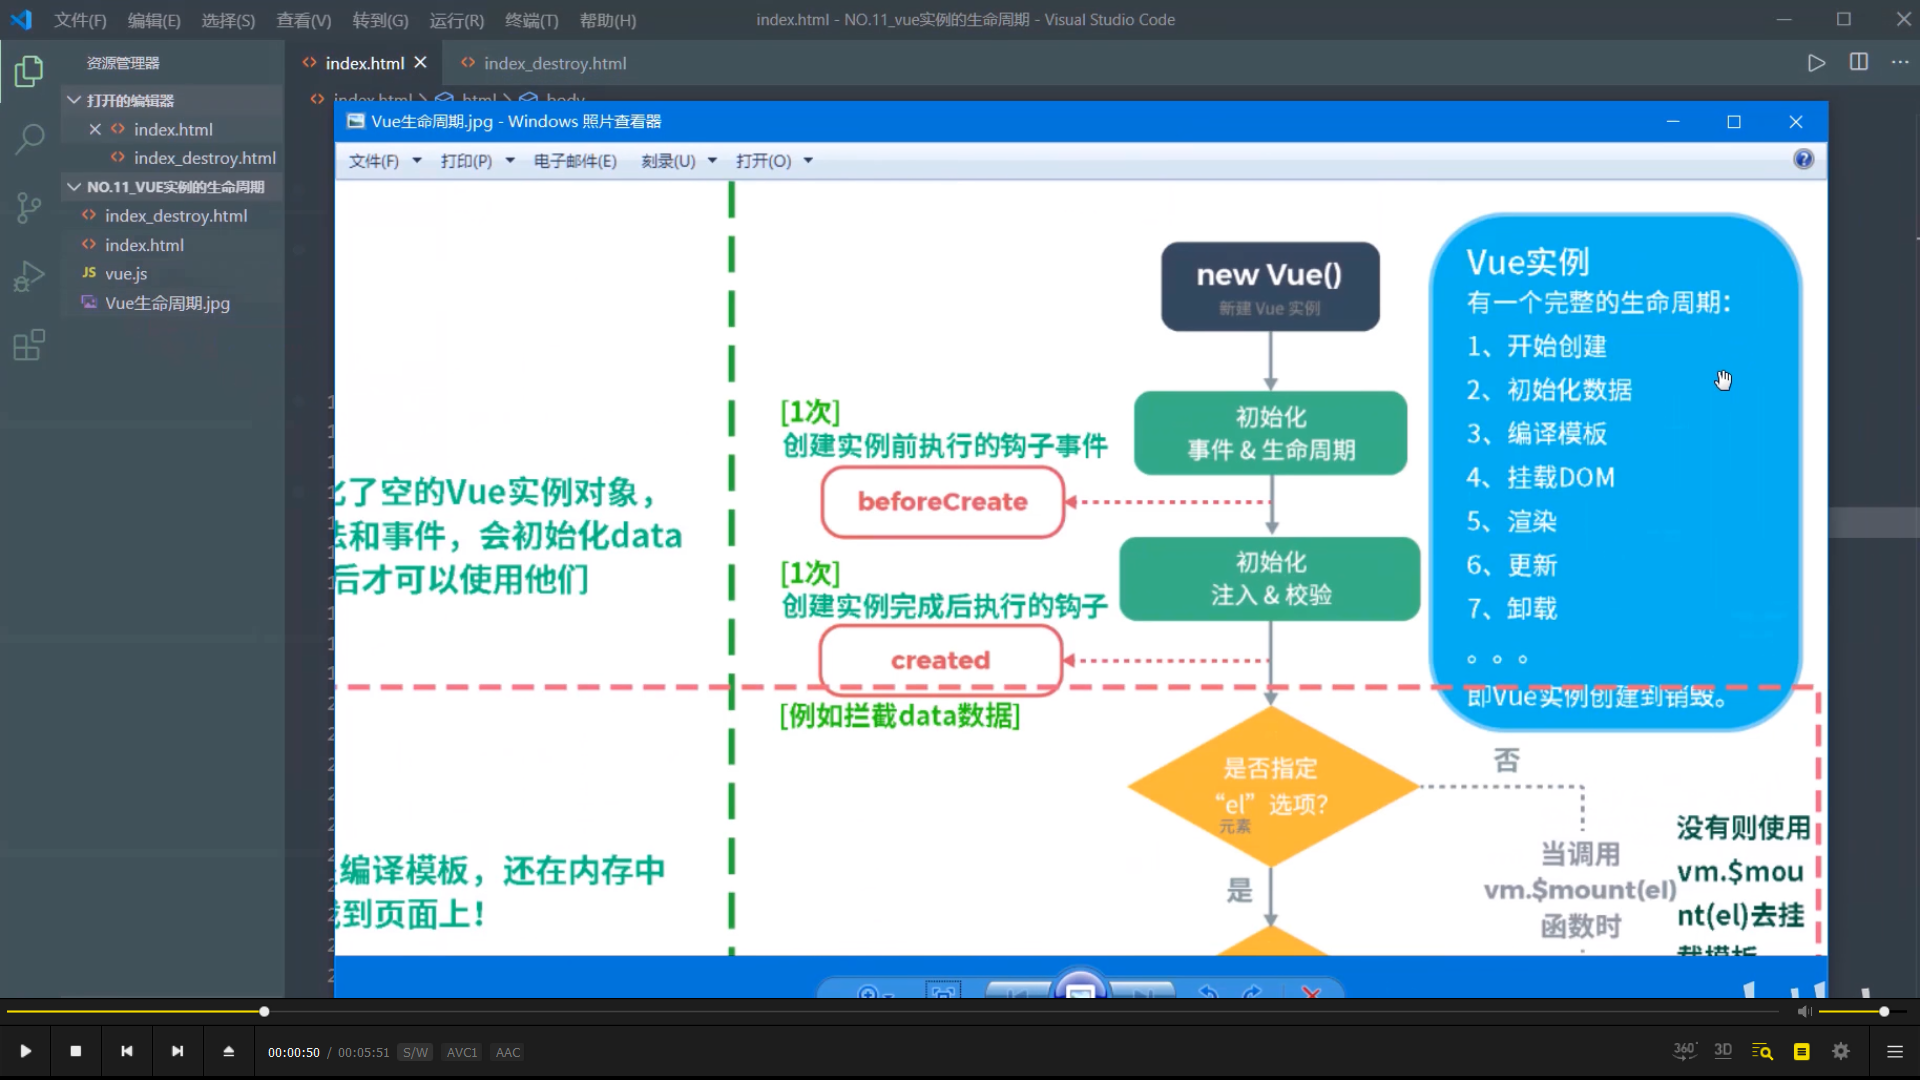 文件(F) 编辑(E) 选择(S) 查看(V) 转到(G) 运行(R) 终端(T) 帮助(H)
index.html - NO.11_vue实例的生命周期 - Visual Studio Code
资源管理器
打开的编辑器
index.html
index_destroy.html
NO.11_VUE实例的生命周期
index_destroy.html
index.html
JS vue.js
Vue生命周期.jpg
index.html
index_destroy.html
index.html > html > body
Vue生命周期.jpg - Windows 照片查看器
文件(F) 打印(P) 电子邮件(E) 刻录(U) 打开(O)
了空的Vue实例对象，
和事件，会初始化data
后才可以使用他们
编译模板，还在内存中
到页面上！
new Vue()
新建 Vue 实例
[1次]
创建实例前执行的钩子事件
beforeCreate
初始化
事件 & 生命周期
[1次]
创建实例完成后执行的钩子
created
[例如拦截data数据]
初始化
注入 & 校验
是否指定
“el”选项？
元素
是
否
当调用
vm.$mount(el)
函数时
没有则使用
vm.$mou
nt(el)去挂
载模板
Vue实例
有一个完整的生命周期：
1、开始创建
2、初始化数据
3、编译模板
4、挂载DOM
5、渲染
6、更新
7、卸载
。。。
即Vue实例创建到销毁。
00:00:50 / 00:05:51 S/W AVC1 AAC
360° 3D